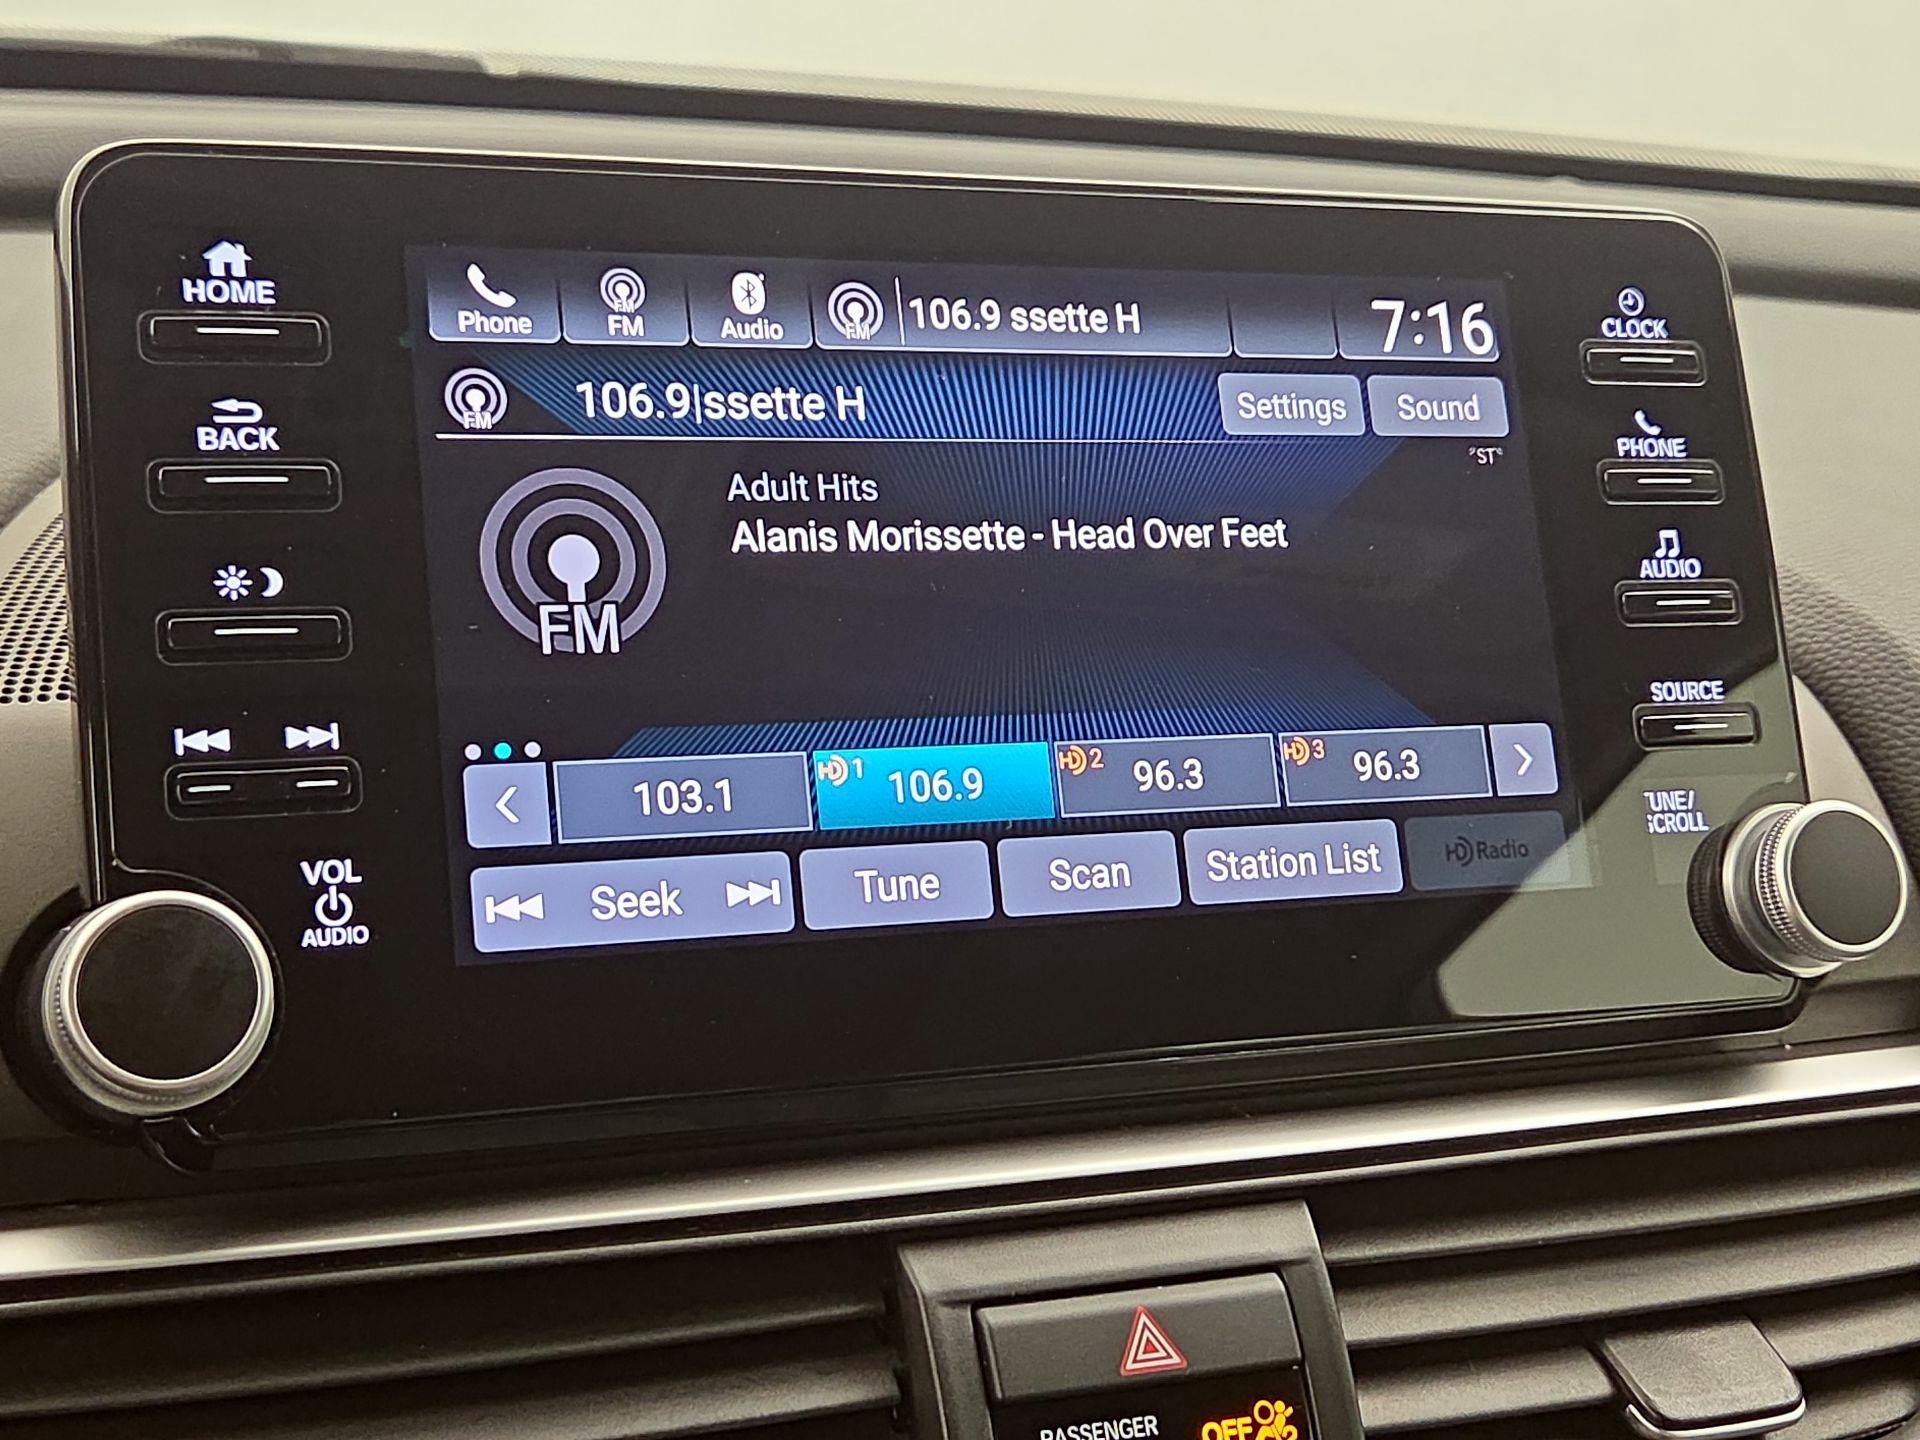 HOME
BACK
VOL
AUDIO
Phone
FM
FM
Audio
FM
106.9 ssette H
7:16
FM
106.9|ssette H
Settings
Sound
"ST"
Adult Hits
Alanis Morissette - Head Over Feet
FM
103.1
HD 1 106.9
HD 2 96.3
HD 3 96.3
Seek
Tune
Scan
Station List
HD Radio
CLOCK
PHONE
AUDIO
SOURCE
TUNE/
SCROLL
PASSENGER
OFF